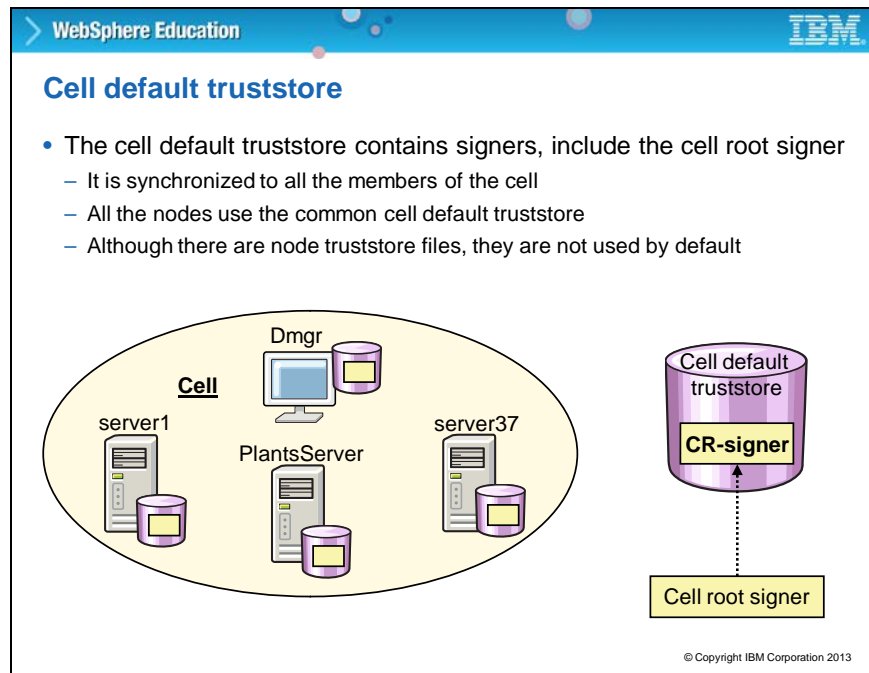 WebSphere Education
IBM.
Cell default truststore
• The cell default truststore contains signers, include the cell root signer
– It is synchronized to all the members of the cell
– All the nodes use the common cell default truststore
– Although there are node truststore files, they are not used by default
Dmgr
Cell
server1
PlantsServer
server37
Cell default
truststore
CR-signer
Cell root signer
© Copyright IBM Corporation 2013